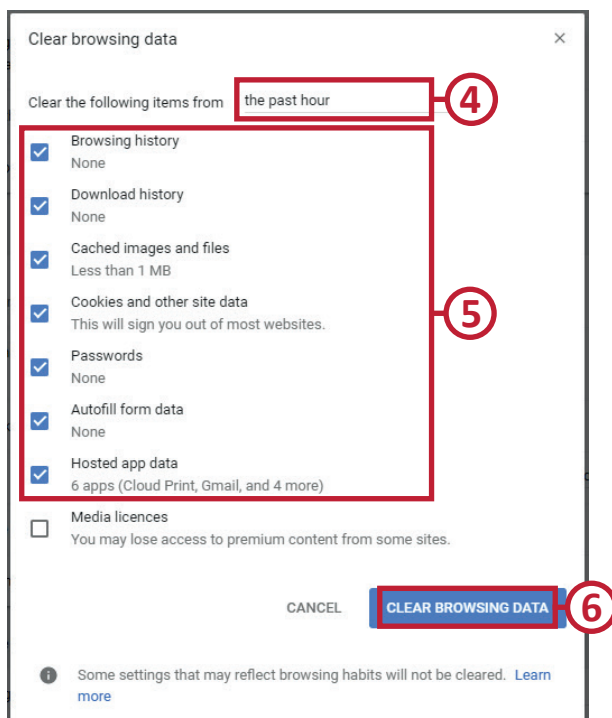 Clear browsing data
Clear the following items from the past hour 4
Browsing history
None
Download history
None
Cached images and files
Less than 1 MB
Cookies and other site data
This will sign you out of most websites.
5
Passwords
None
Autofill form data
None
Hosted app data
6 apps (Cloud Print, Gmail, and 4 more)
Media licences
You may lose access to premium content from some sites.
CANCEL CLEAR BROWSING DATA 6
Some settings that may reflect browsing habits will not be cleared. Learn
more